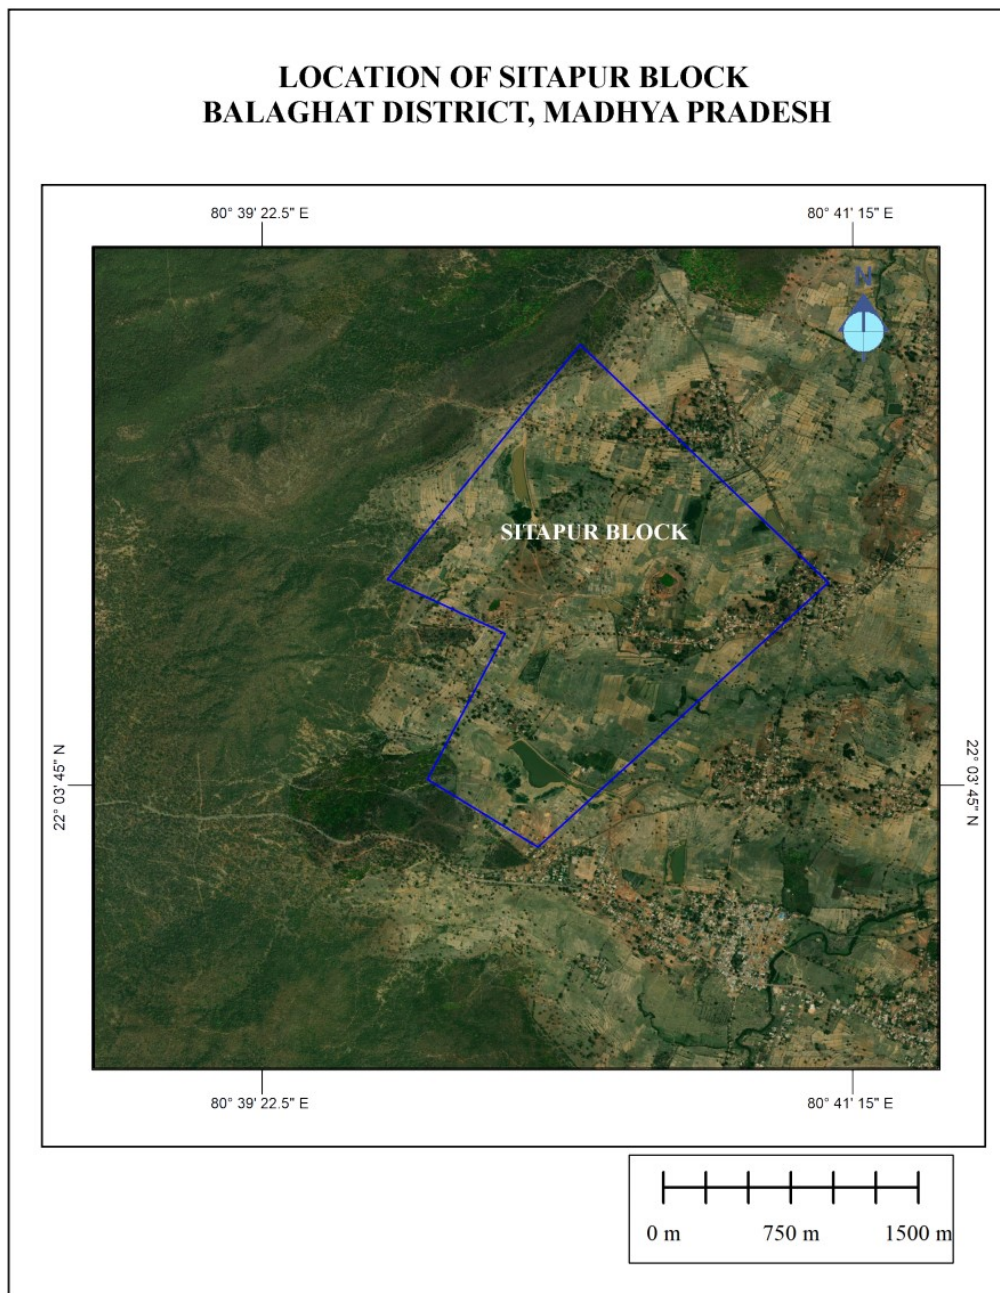 LOCATION OF SITAPUR BLOCK
BALAGHAT DISTRICT, MADHYA PRADESH
80° 39' 22.5" E
80° 41' 15" E
N
SITAPUR BLOCK
22° 03' 45" N
22° 03' 45" N
80° 39' 22.5" E
80° 41' 15" E
0 m
750 m
1500 m